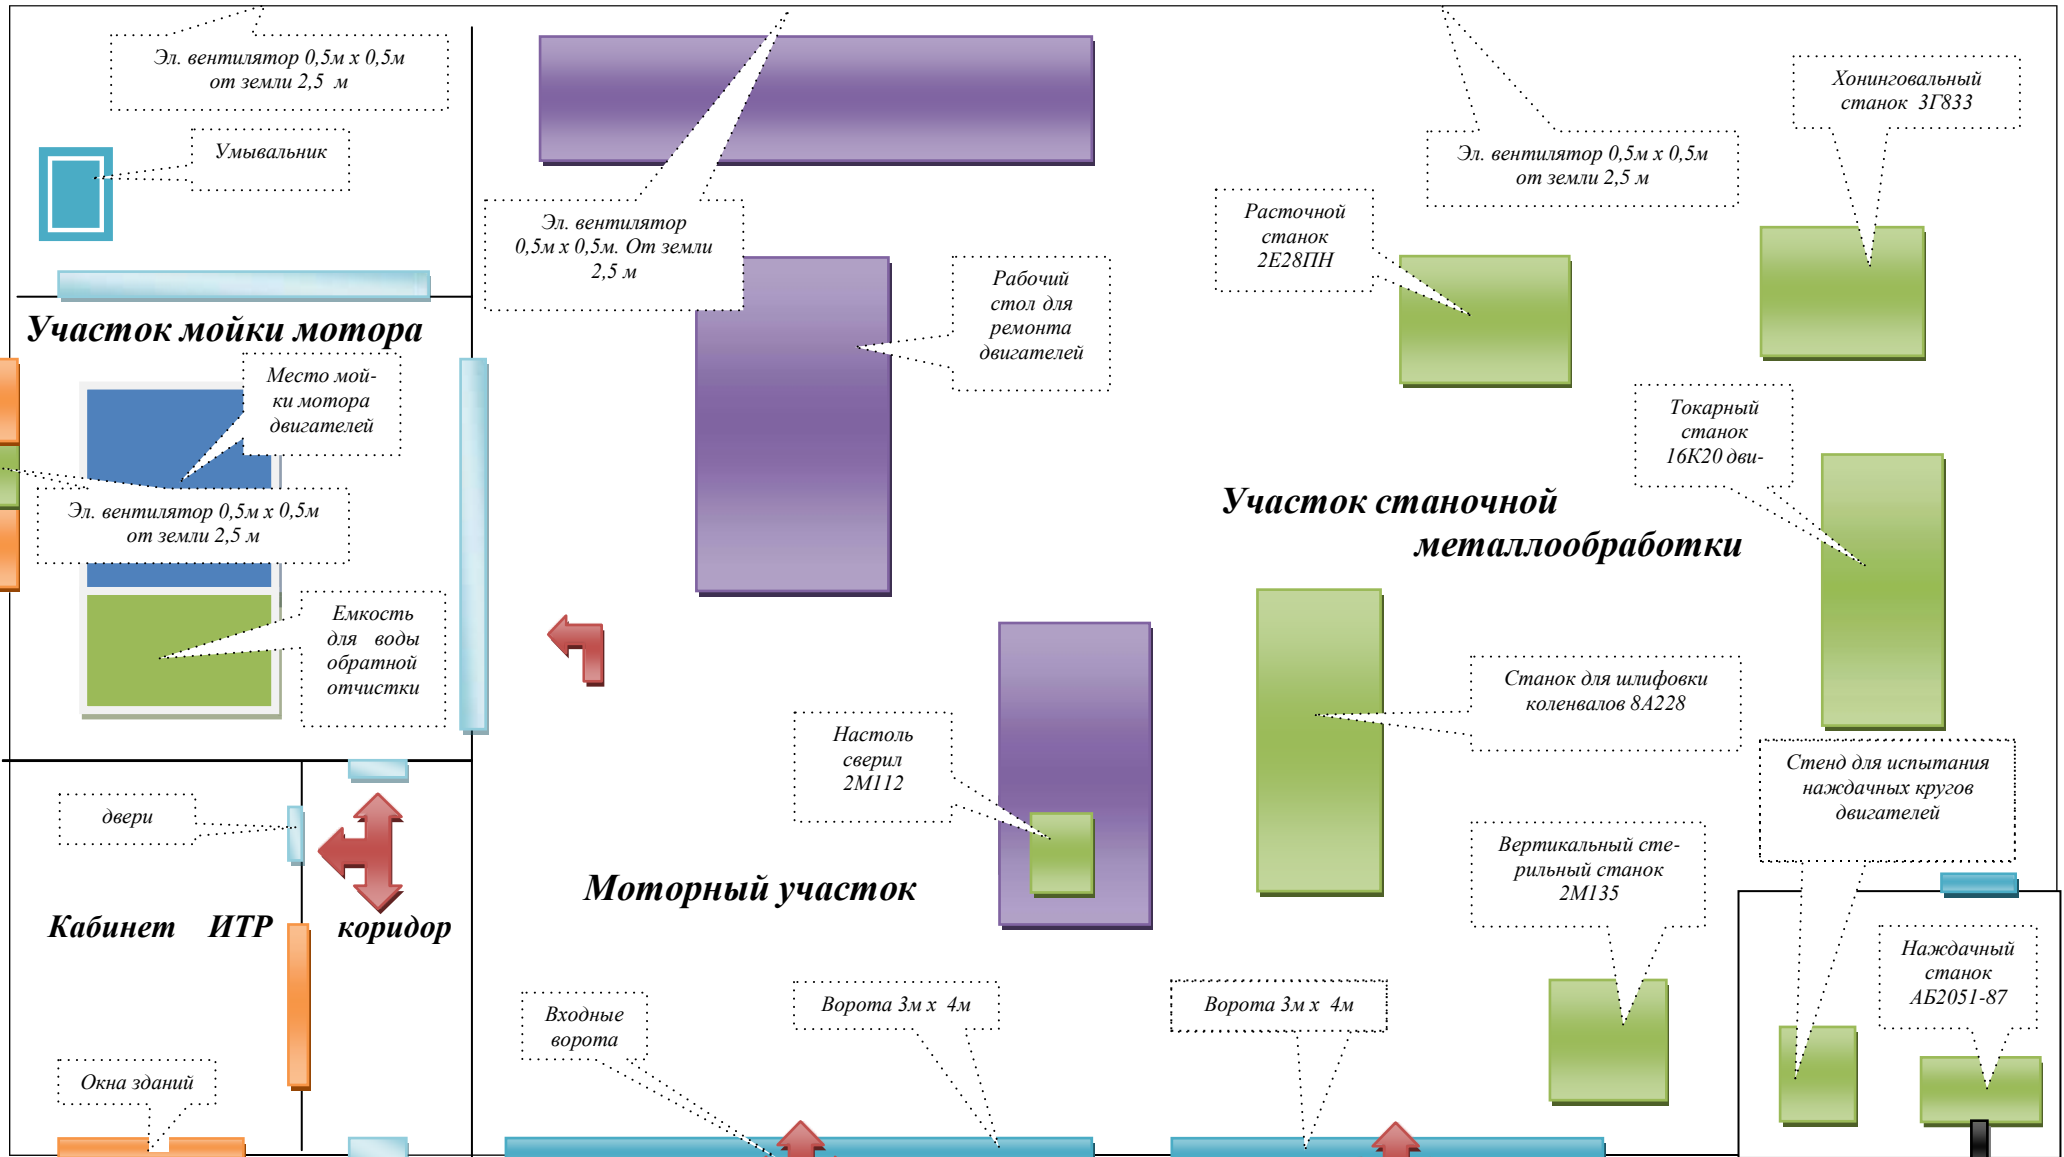 Эл. вентилятор 0,5м х 0,5м
от земли 2,5 м
Умывальник
Участок мойки мотора
Место мой-
ки мотора
двигателей
Эл. вентилятор 0,5м х 0,5м
от земли 2,5 м
Емкость
для воды
обратной
отчистки
двери
Кабинет ИТР
коридор
Окна зданий
Эл. вентилятор
0,5м х 0,5м. От земли
2,5 м
Рабочий
стол для
ремонта
двигателей
Настоль
сверил
2М112
Моторный участок
Входные
ворота
Ворота 3м х 4м
Ворота 3м х 4м
Эл. вентилятор 0,5м х 0,5м
от земли 2,5 м
Хонинговальный
станок 3Г833
Расточной
станок
2Е28ПН
Токарный
станок
16К20 дви-
Участок станочной
металлообработки
Станок для шлифовки
коленвалов 8А228
Стенд для испытания
наждачных кругов
двигателей
Вертикальный сте-
рильный станок
2М135
Наждачный
станок
АБ2051-87